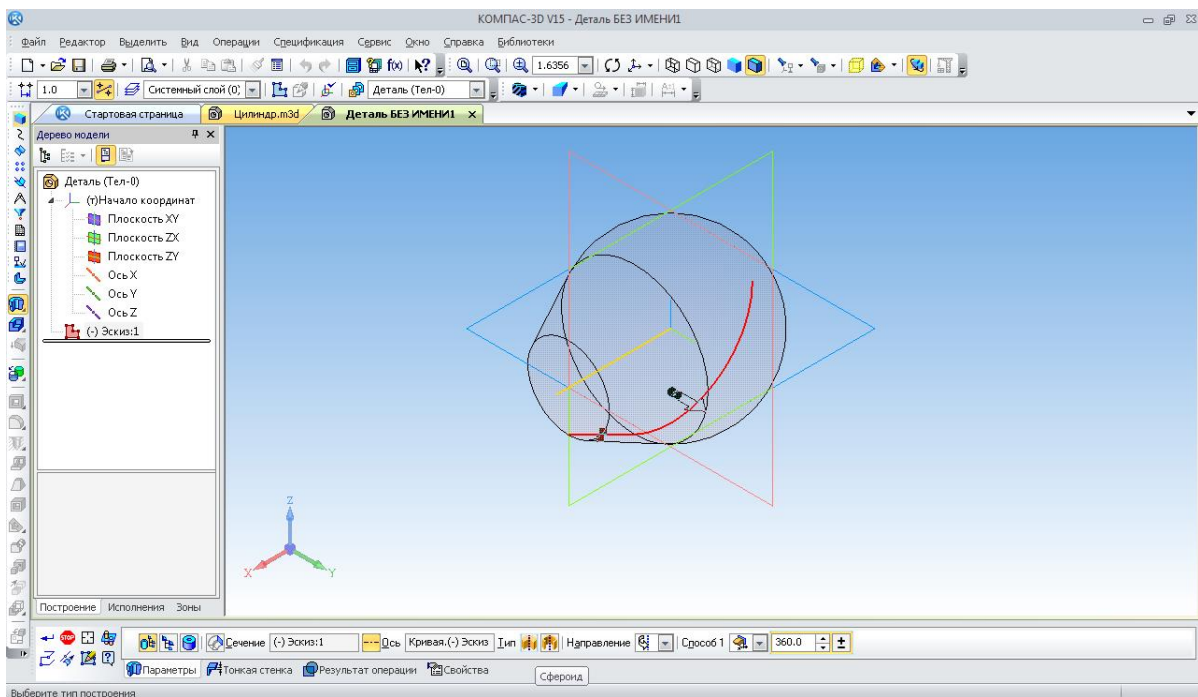 КОМПАС-3D V15 - Деталь БЕЗ ИМЕНИ1
Файл Редактор Выделить Вид Операции Спецификация Сервис Окно Справка Библиотеки
f(x) 1.6356
1.0 Системный слой (0; Деталь (Тел-0)
Стартовая страница Цилиндр.m3d Деталь БЕЗ ИМЕНИ1
Дерево модели
Деталь (Тел-0)
(т)Начало координат
Плоскость XY
Плоскость ZX
Плоскость ZY
Ось X
Ось Y
Ось Z
(-) Эскиз:1
Z
X Y
Построение Исполнения Зоны
STOP Сечение (-) Эскиз:1 Ось Кривая.(-) Эскиз Тип Направление Способ 1 360.0
Параметры Тонкая стенка Результат операции Свойства
Сфероид
Выберите тип построения